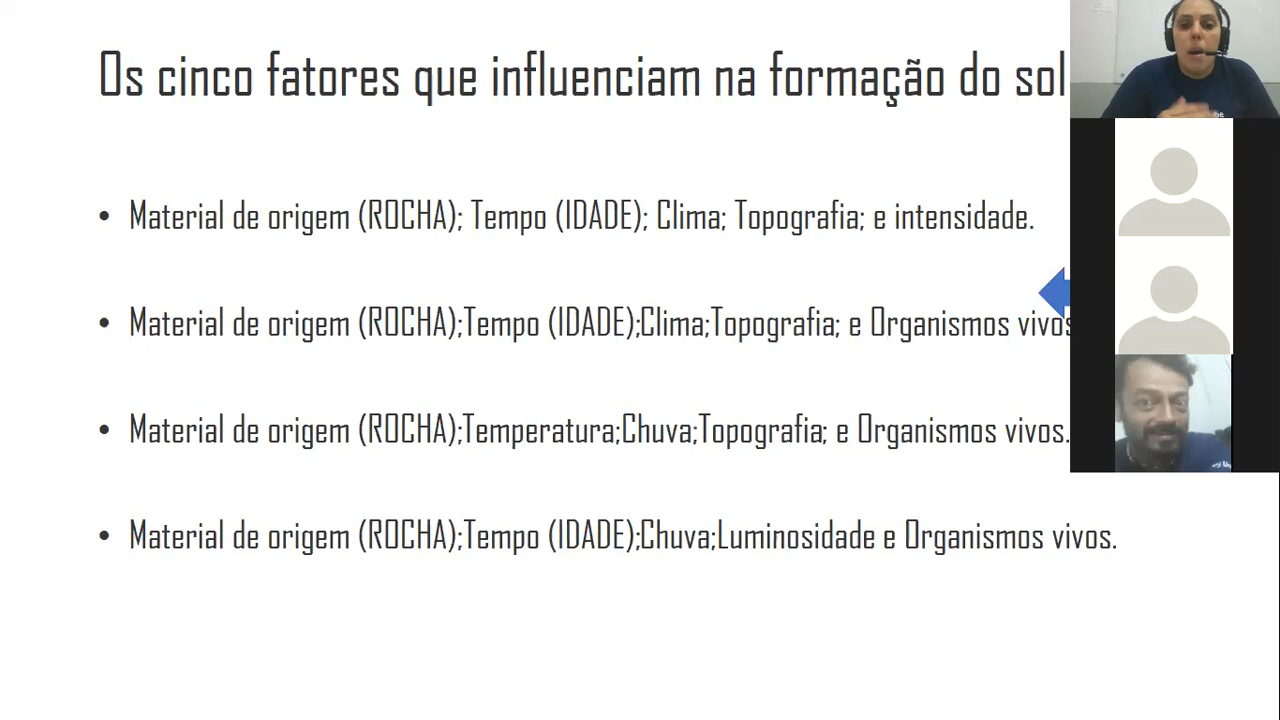 Os cinco fatores que influenciam na formação do sol
• Material de origem (ROCHA); Tempo (IDADE); Clima; Topografia; e intensidade.
• Material de origem (ROCHA);Tempo (IDADE);Clima;Topografia; e Organismos vivos
• Material de origem (ROCHA);Temperatura;Chuva;Topografia; e Organismos vivos.
• Material de origem (ROCHA);Tempo (IDADE);Chuva;Luminosidade e Organismos vivos.